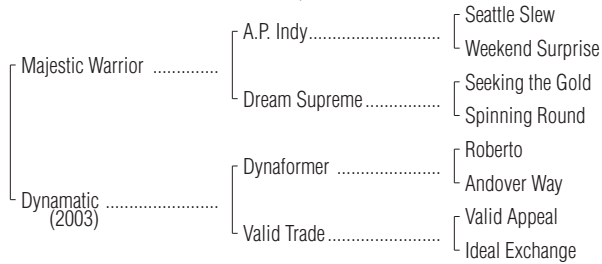 Seattle Slew
A.P. Indy..............................
Weekend Surprise
Majestic Warrior ..............
Seeking the Gold
Dream Supreme ................
Spinning Round
Roberto
Dynaformer ......................
Andover Way
Dynamatic ........................
(2003)
Valid Appeal
Valid Trade........................
Ideal Exchange